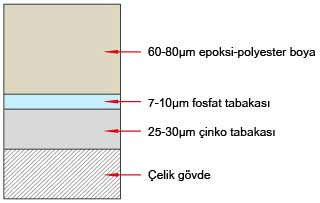 60-80µm epoksi-polyester boya
7-10µm fosfat tabakası
25-30µm çinko tabakası
Çelik gövde